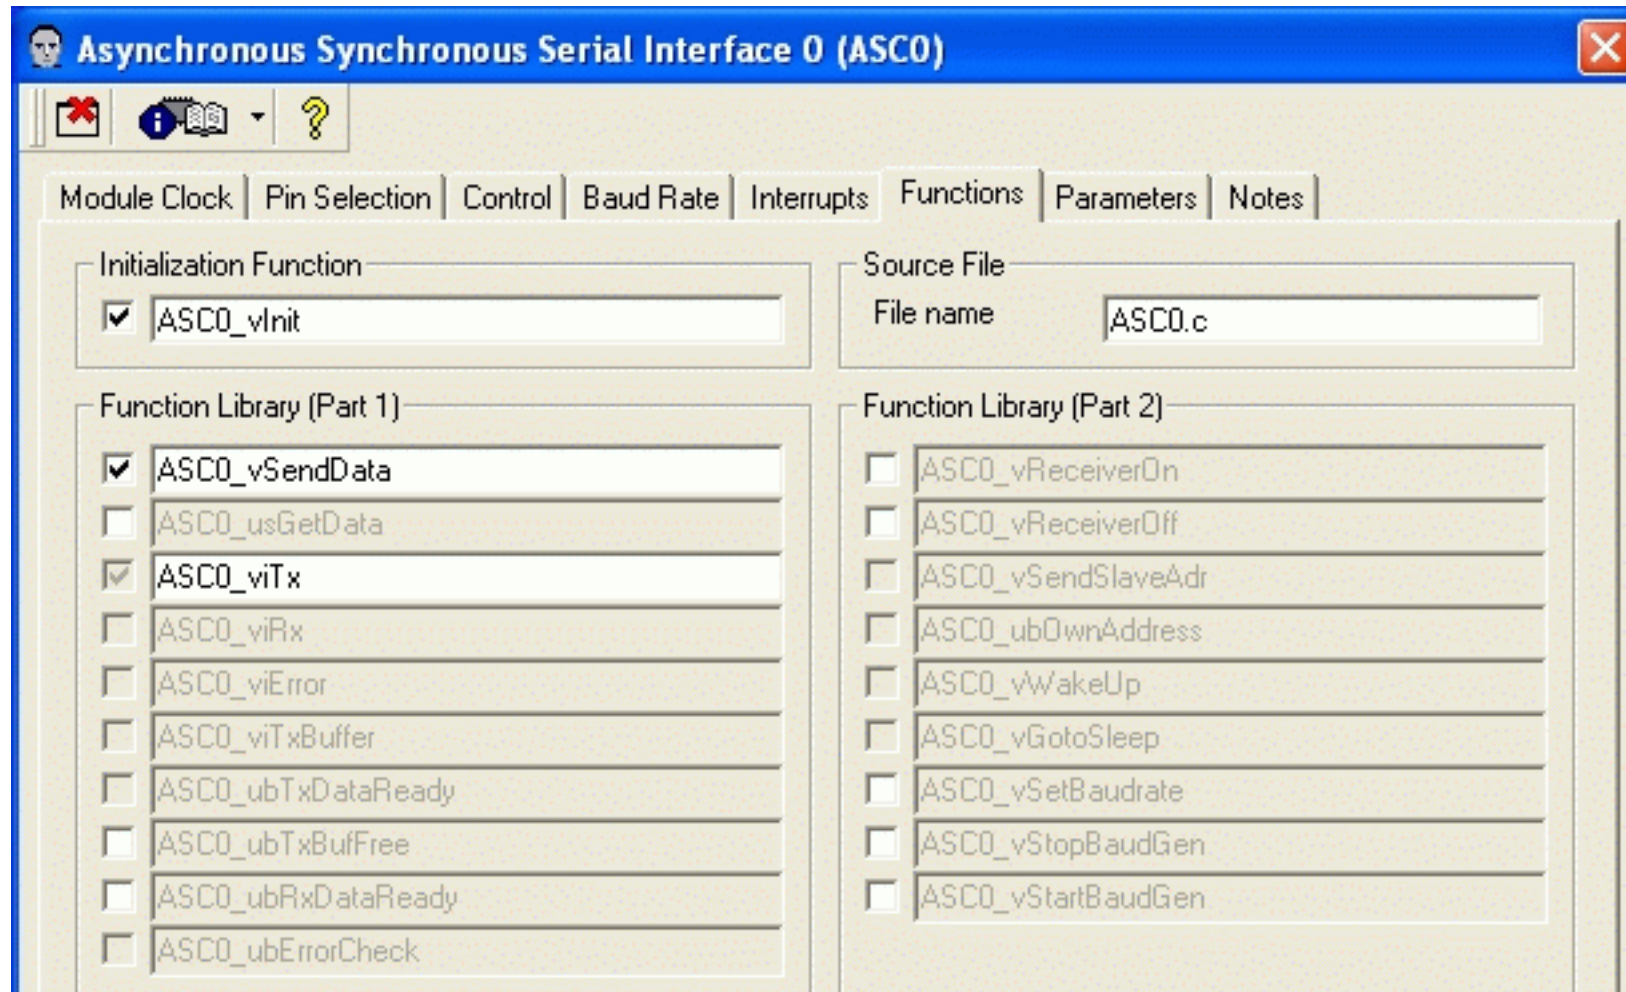 Asynchronous Synchronous Serial Interface 0 (ASC0)
Module Clock
Pin Selection
Control
Baud Rate
Interrupts
Functions
Parameters
Notes
Initialization Function
ASC0_vInit
Source File
File name
ASC0.c
Function Library (Part 1)
ASC0_vSendData
ASC0_usGetData
ASC0_viTx
ASC0_viRx
ASC0_viError
ASC0_viTxBuffer
ASC0_ubTxDataReady
ASC0_ubTxBufFree
ASC0_ubRxDataReady
ASC0_ubErrorCheck
Function Library (Part 2)
ASC0_vReceiverOn
ASC0_vReceiverOff
ASC0_vSendSlaveAdr
ASC0_ubOwnAddress
ASC0_vWakeUp
ASC0_vGotoSleep
ASC0_vSetBaudrate
ASC0_vStopBaudGen
ASC0_vStartBaudGen